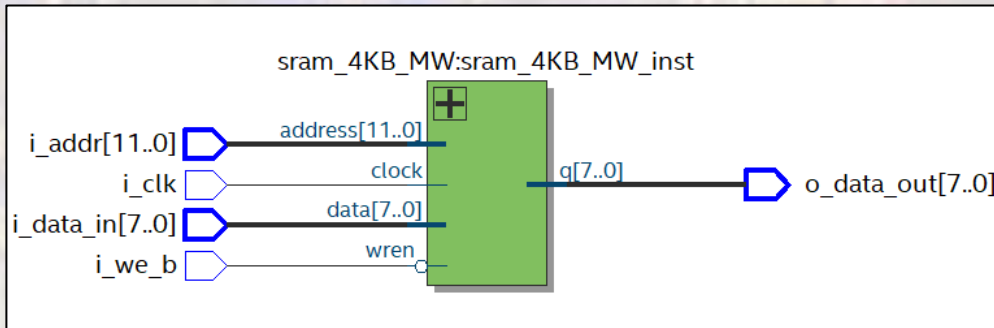 sram_4KB_MW:sram_4KB_MW_inst
i_addr[11..0]
address[11..0]
i_clk
clock
q[7..0]
o_data_out[7..0]
i_data_in[7..0]
data[7..0]
i_we_b
wren